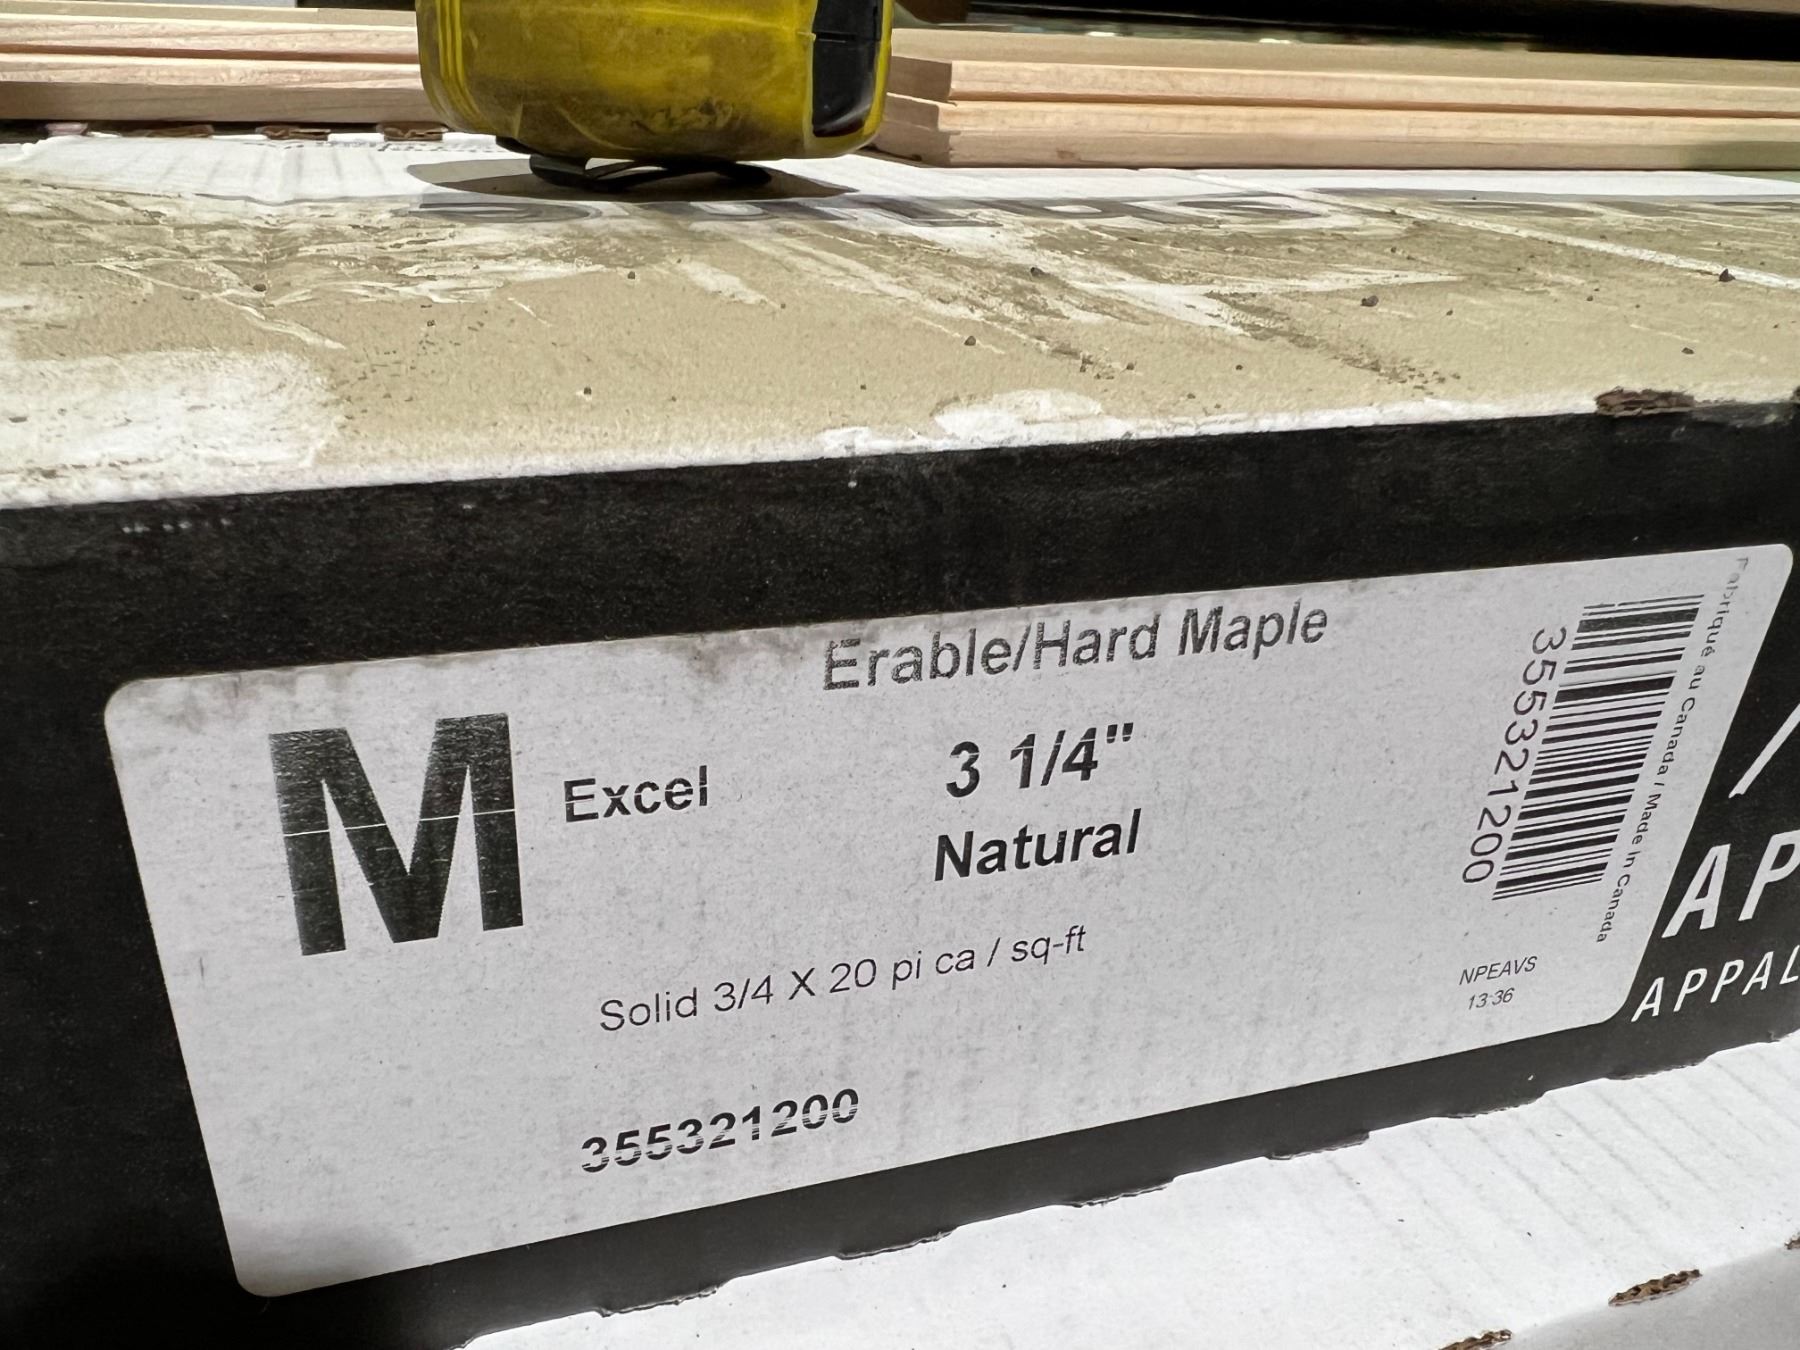 Erable/Hard Maple
M
Excel
3 1/4"
Natural
Solid 3/4 X 20 pi ca / sq-ft
355321200
355321200
Fabriqué au Canada / Made in Canada
NPEAVS
13:36
AP
APPAL